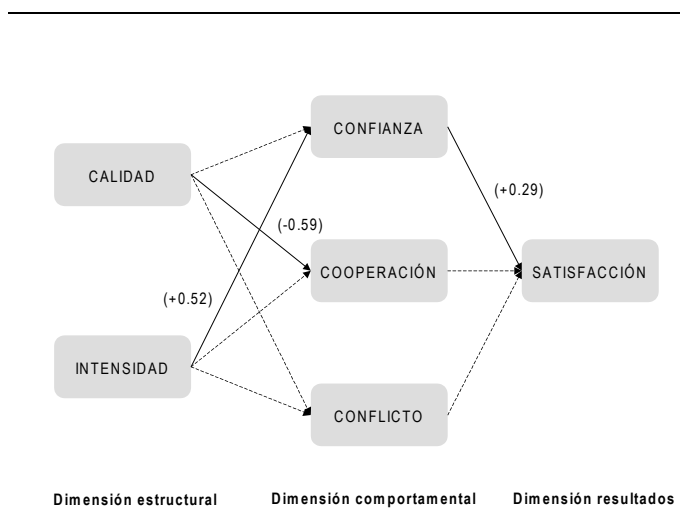 CONFIANZA
CALIDAD
(+0.29)
(-0.59)
COOPERACIÓN
SATISFACCIÓN
(+0.52)
INTENSIDAD
CONFLICTO
Dimensión estructural Dimensión comportamental Dimensión resultados